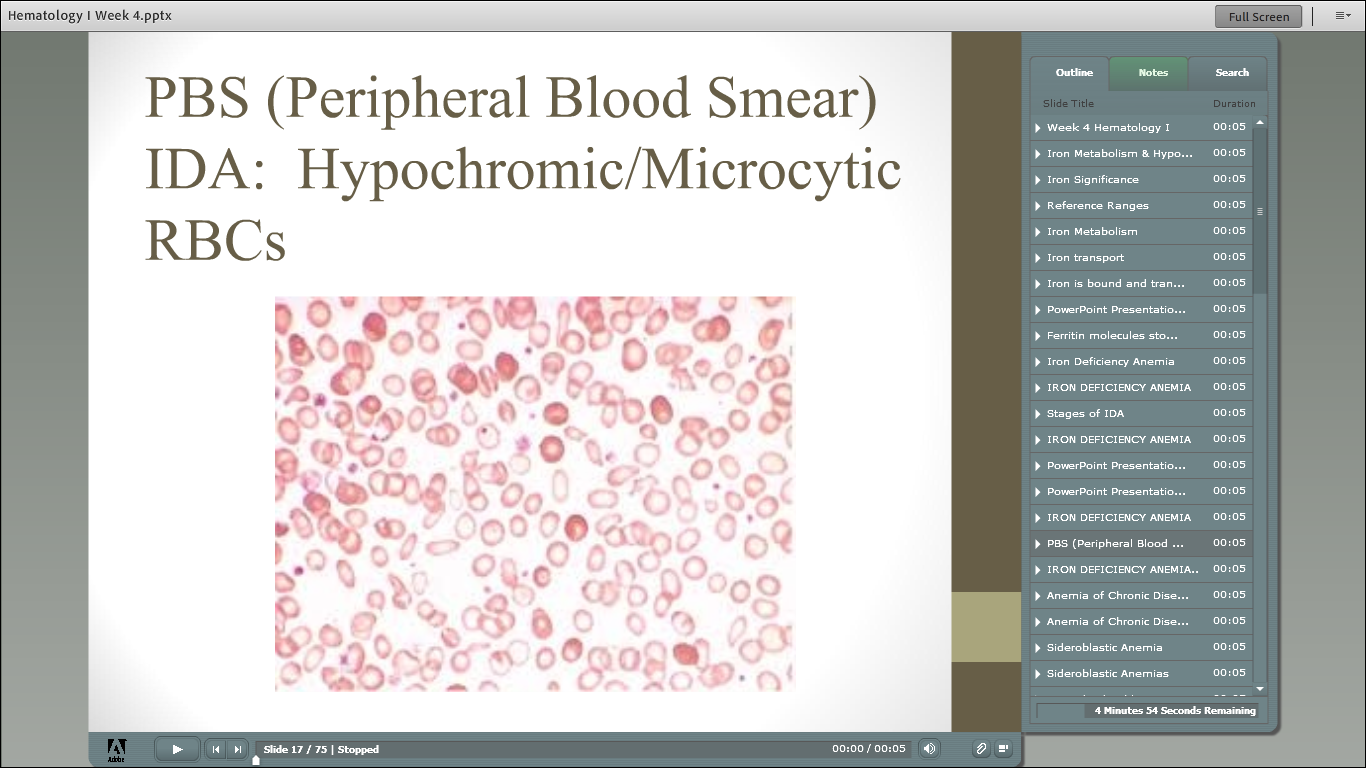 Hematology I Week 4.pptx
Full Screen
PBS (Peripheral Blood Smear)
IDA:  Hypochromic/Microcytic
RBCs
Outline
Notes
Search
Slide Title
Duration
Week 4 Hematology I 00:05
Iron Metabolism & Hypo... 00:05
Iron Significance 00:05
Reference Ranges 00:05
Iron Metabolism 00:05
Iron transport 00:05
Iron is bound and tran... 00:05
PowerPoint Presentatio... 00:05
Ferritin molecules sto... 00:05
Iron Deficiency Anemia 00:05
IRON DEFICIENCY ANEMIA 00:05
Stages of IDA 00:05
IRON DEFICIENCY ANEMIA 00:05
PowerPoint Presentatio... 00:05
PowerPoint Presentatio... 00:05
IRON DEFICIENCY ANEMIA 00:05
PBS (Peripheral Blood ... 00:05
IRON DEFICIENCY ANEMIA.. 00:05
Anemia of Chronic Dise... 00:05
Anemia of Chronic Dise... 00:05
Sideroblastic Anemia 00:05
Sideroblastic Anemias 00:05
4 Minutes 54 Seconds Remaining
Adobe
Slide 17 / 75 | Stopped
00:00 / 00:05